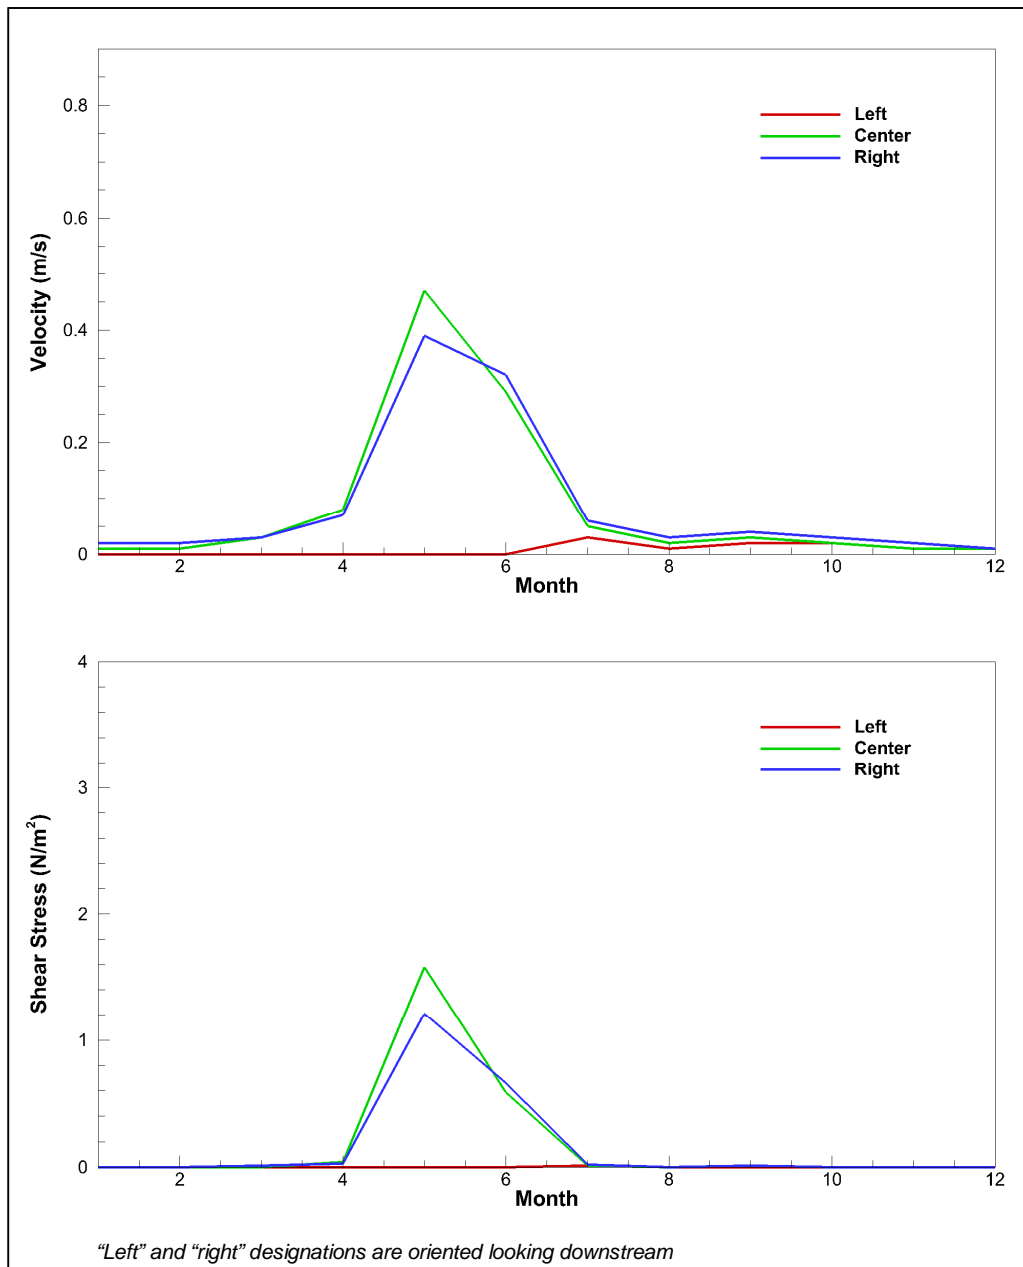 0.8
0.6
0.4
0.2
0
Velocity (m/s)
Left
Center
Right
2 4 6 8 10 12
Month
4
3
2
1
0
Shear Stress (N/m²)
Left
Center
Right
2 4 6 8 10 12
Month
“Left” and “right” designations are oriented looking downstream